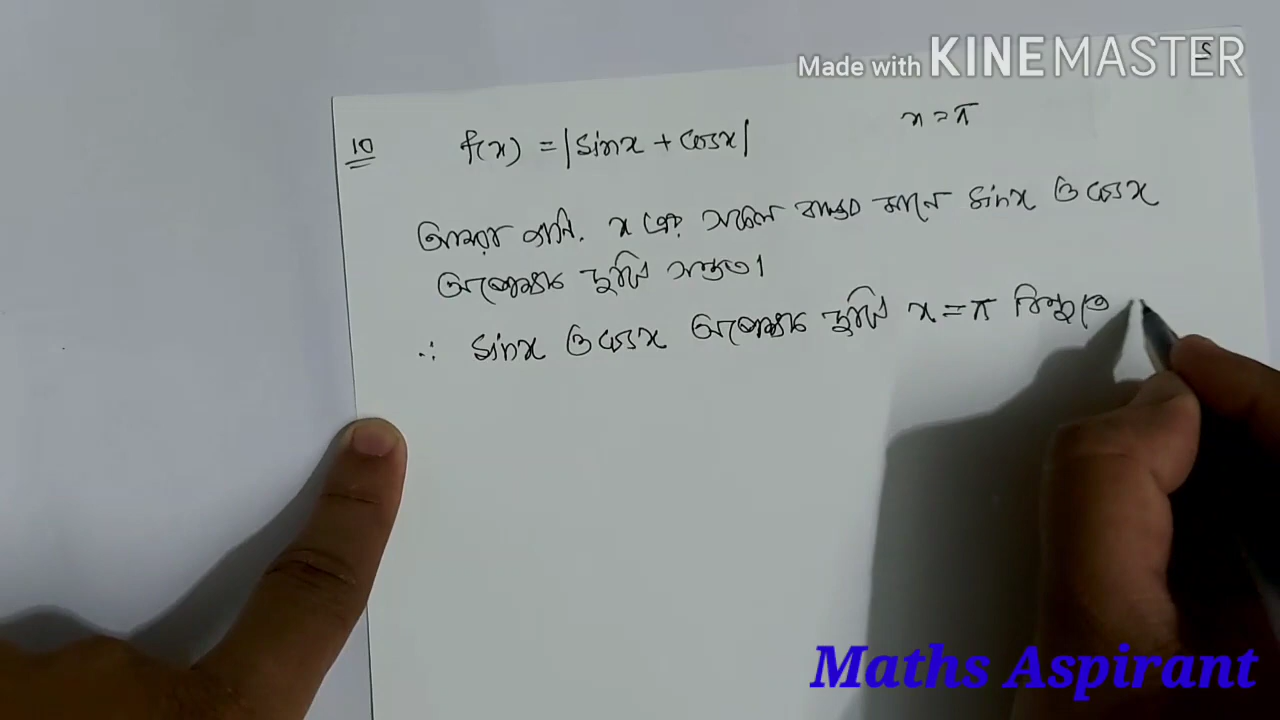 Made with KINEMASTER
5
10 f(x) = |sinx + cosx| x = π
আমরা জানি, x এর সকল বাস্তব মানে sinx ও cosx
অপেক্ষক দুটি সন্তত।
∴ sinx ও cosx অপেক্ষক দুটি x = π বিন্দুতে
Maths Aspirant